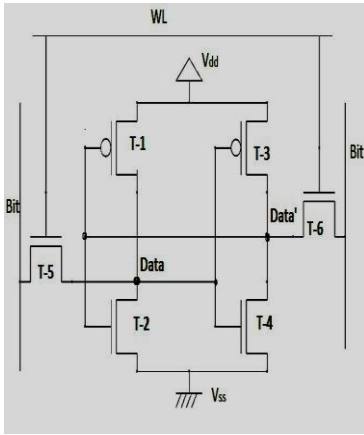 WL
Vdd
T-1
T-3
Bit
Bit
Data'
T-6
T-5
Data
T-2
T-4
Vss